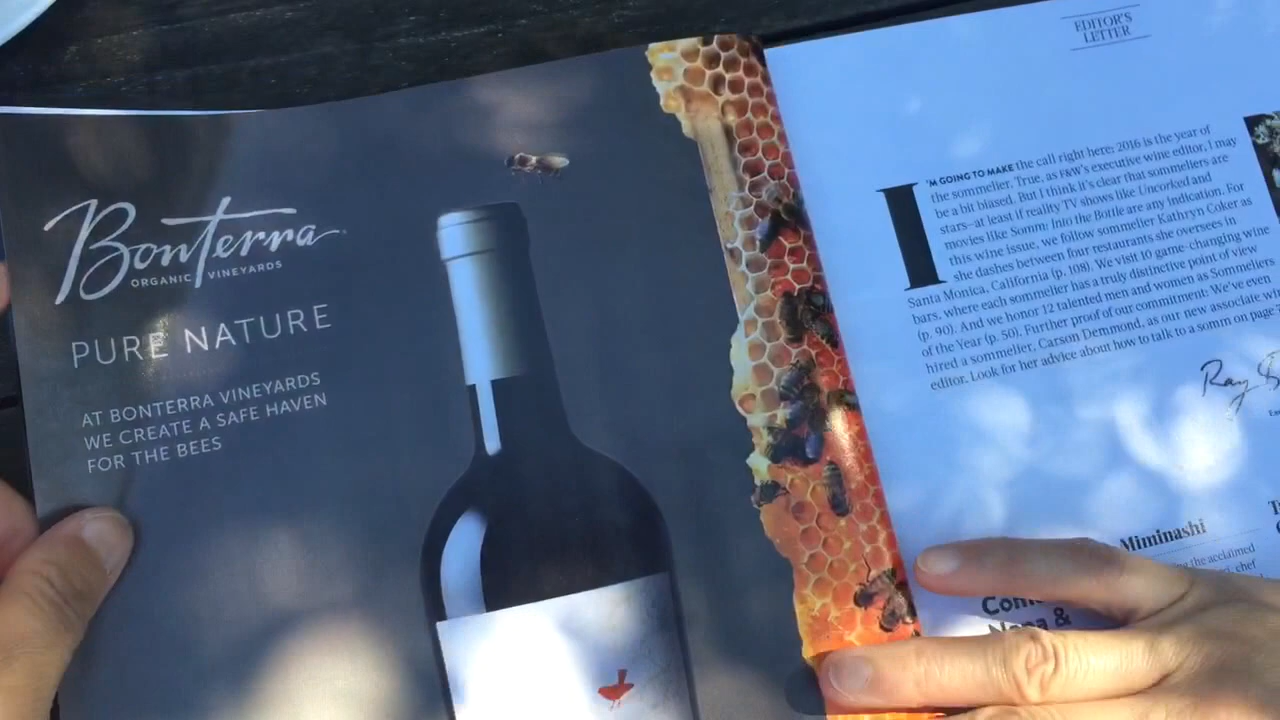 Bonterra
ORGANIC VINEYARDS
PURE NATURE
AT BONTERRA VINEYARDS
WE CREATE A SAFE HAVEN
FOR THE BEES
EDITOR'S
LETTER
I'M GOING TO MAKE the call right here: 2016 is the year of
the sommelier. True, as F&W's executive wine editor, I may
be a bit biased. But I think it's clear that sommeliers are
stars—at least if reality TV shows like Uncorked and
movies like Somm: Into the Bottle are any indication. For
this wine issue, we follow sommelier Kathryn Coker as
she dashes between four restaurants she oversees in
Santa Monica, California (p. 108). We visit 10 game-changing wine
bars, where each sommelier has a truly distinctive point of view
(p. 90). And we honor 12 talented men and women as Sommeliers
of the Year (p. 50). Further proof of our commitment: We've even
hired a sommelier, Carson Demmond, as our new associate wine
editor. Look for her advice about how to talk to a somm on page
Ray
Miminashi
the acclaimed
chef
&